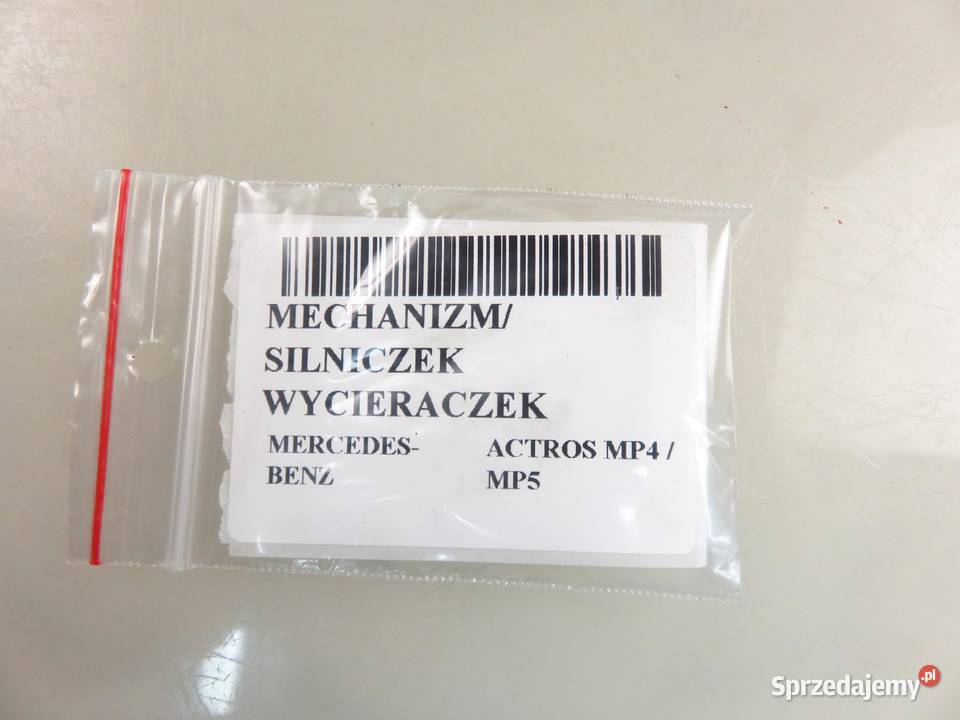 MECHANIZM/
SILNICZEK
WYCIERACZEK
MERCEDES-
BENZ
ACTROS MP4 /
MP5
Sprzedajemy.pl